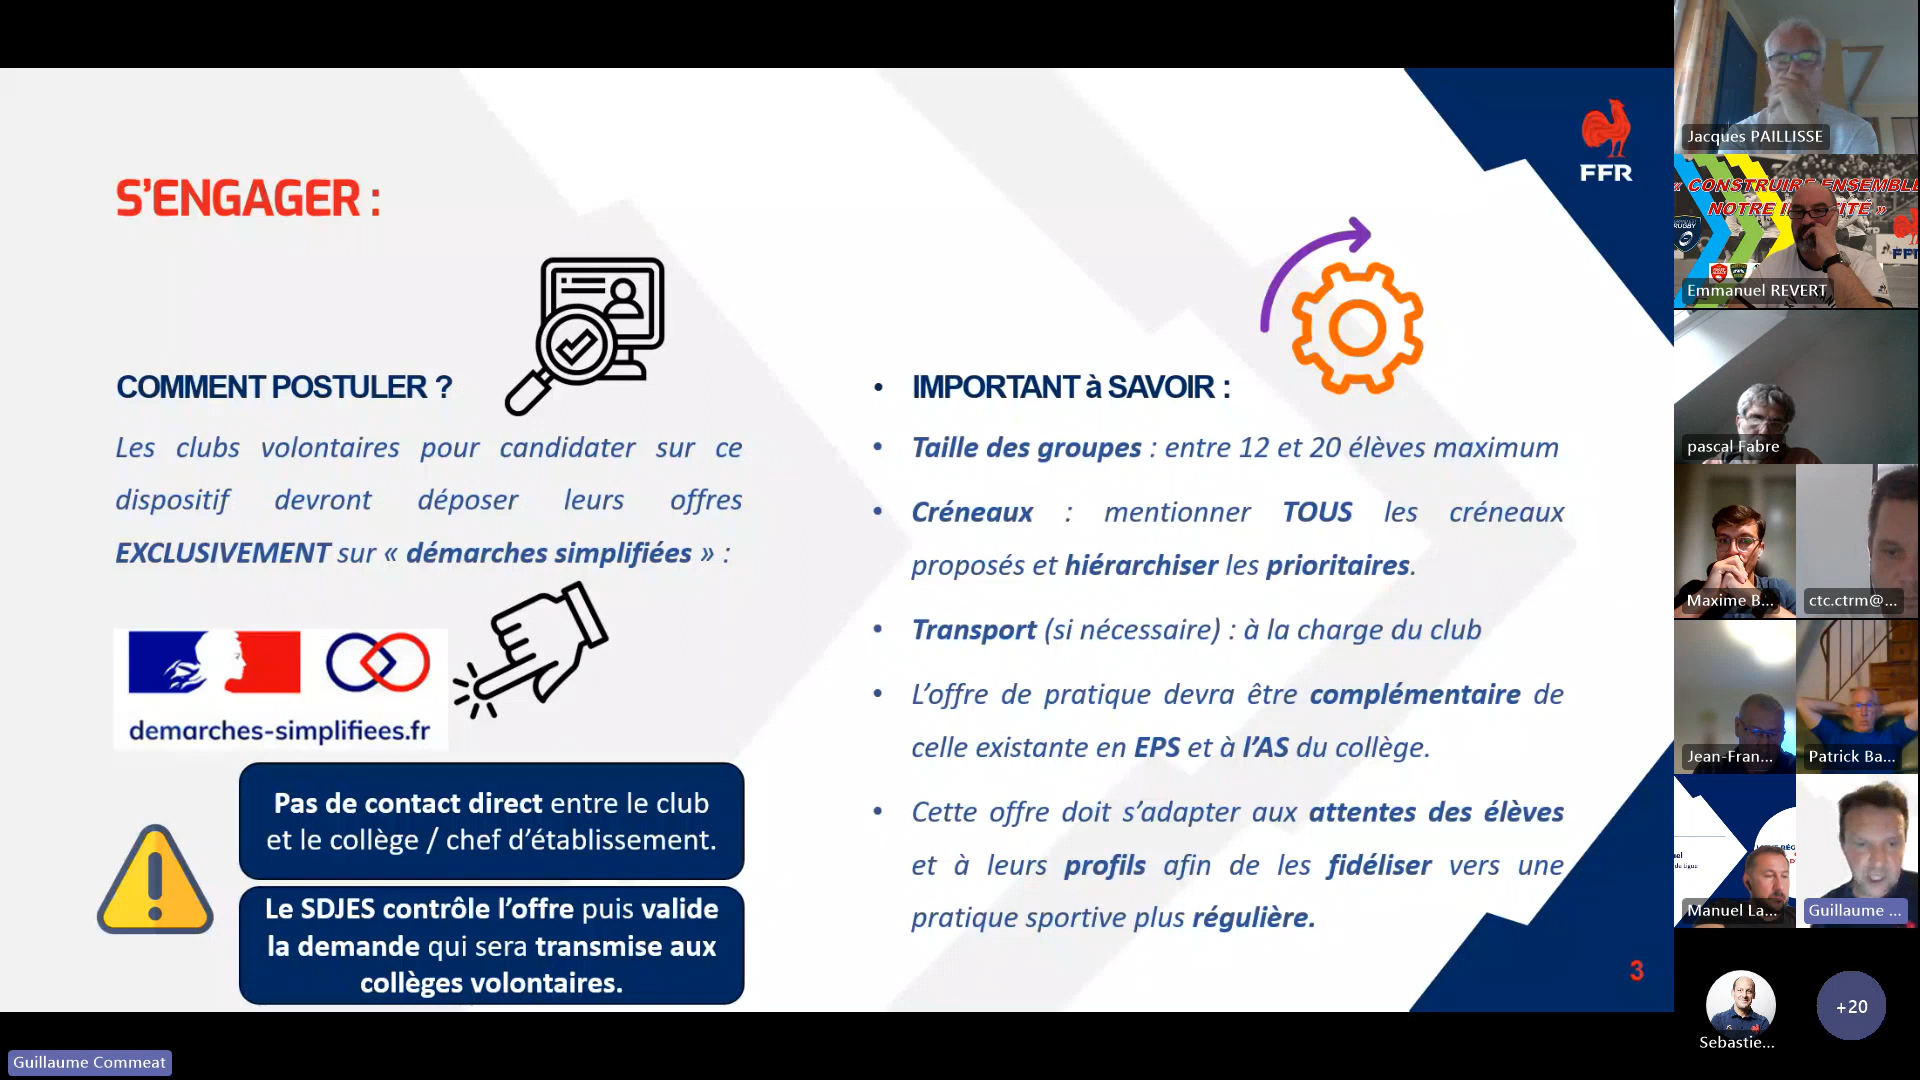 S'ENGAGER :
FFR
COMMENT POSTULER ?
Les clubs volontaires pour candidater sur ce
dispositif devront déposer leurs offres
EXCLUSIVEMENT sur « démarches simplifiées » :
demarches-simplifiees.fr
Pas de contact direct entre le club
et le collège / chef d'établissement.
Le SDJES contrôle l'offre puis valide
la demande qui sera transmise aux
collèges volontaires.
• IMPORTANT à SAVOIR :
• Taille des groupes : entre 12 et 20 élèves maximum
• Créneaux : mentionner TOUS les créneaux
proposés et hiérarchiser les prioritaires.
• Transport (si nécessaire) : à la charge du club
• L'offre de pratique devra être complémentaire de
celle existante en EPS et à l'AS du collège.
• Cette offre doit s'adapter aux attentes des élèves
et à leurs profils afin de les fidéliser vers une
pratique sportive plus régulière.
3
Jacques PAILLISSE
« CONSTRUIRE ENSEMBLE
NOTRE
RUGBY
Emmanuel REVERT
pascal Fabre
Maxime B...
ctc.ctrm@...
Jean-Fran...
Patrick Ba...
Manuel La...
Guillaume ...
Sebastie...
+20
Guillaume Commeat